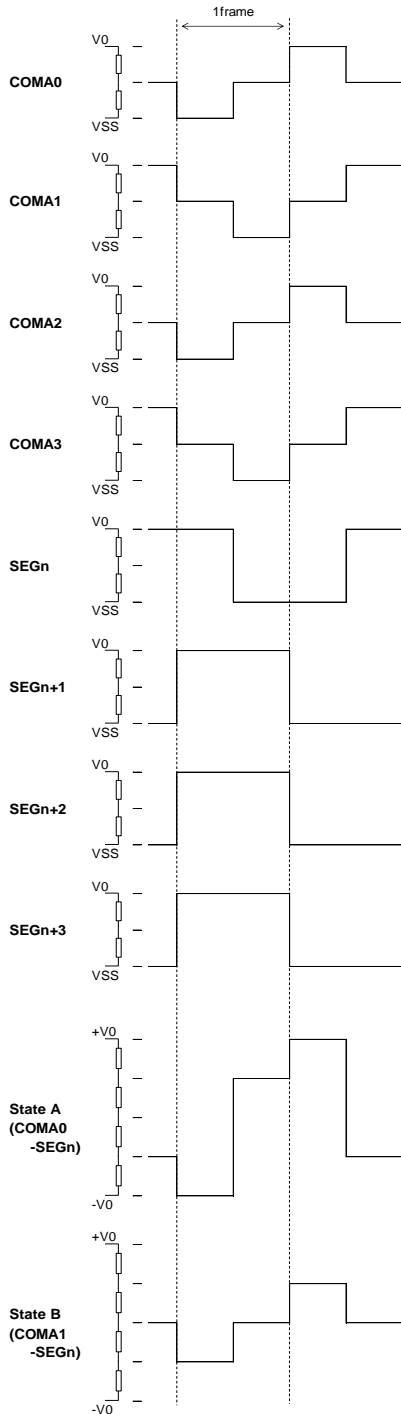 1frame
V0
COMA0
VSS
V0
COMA1
VSS
V0
COMA2
VSS
V0
COMA3
VSS
V0
SEGn
VSS
V0
SEGn+1
VSS
V0
SEGn+2
VSS
V0
SEGn+3
VSS
+V0
State A
(COMA0
-SEGn)
-V0
+V0
State B
(COMA1
-SEGn)
-V0